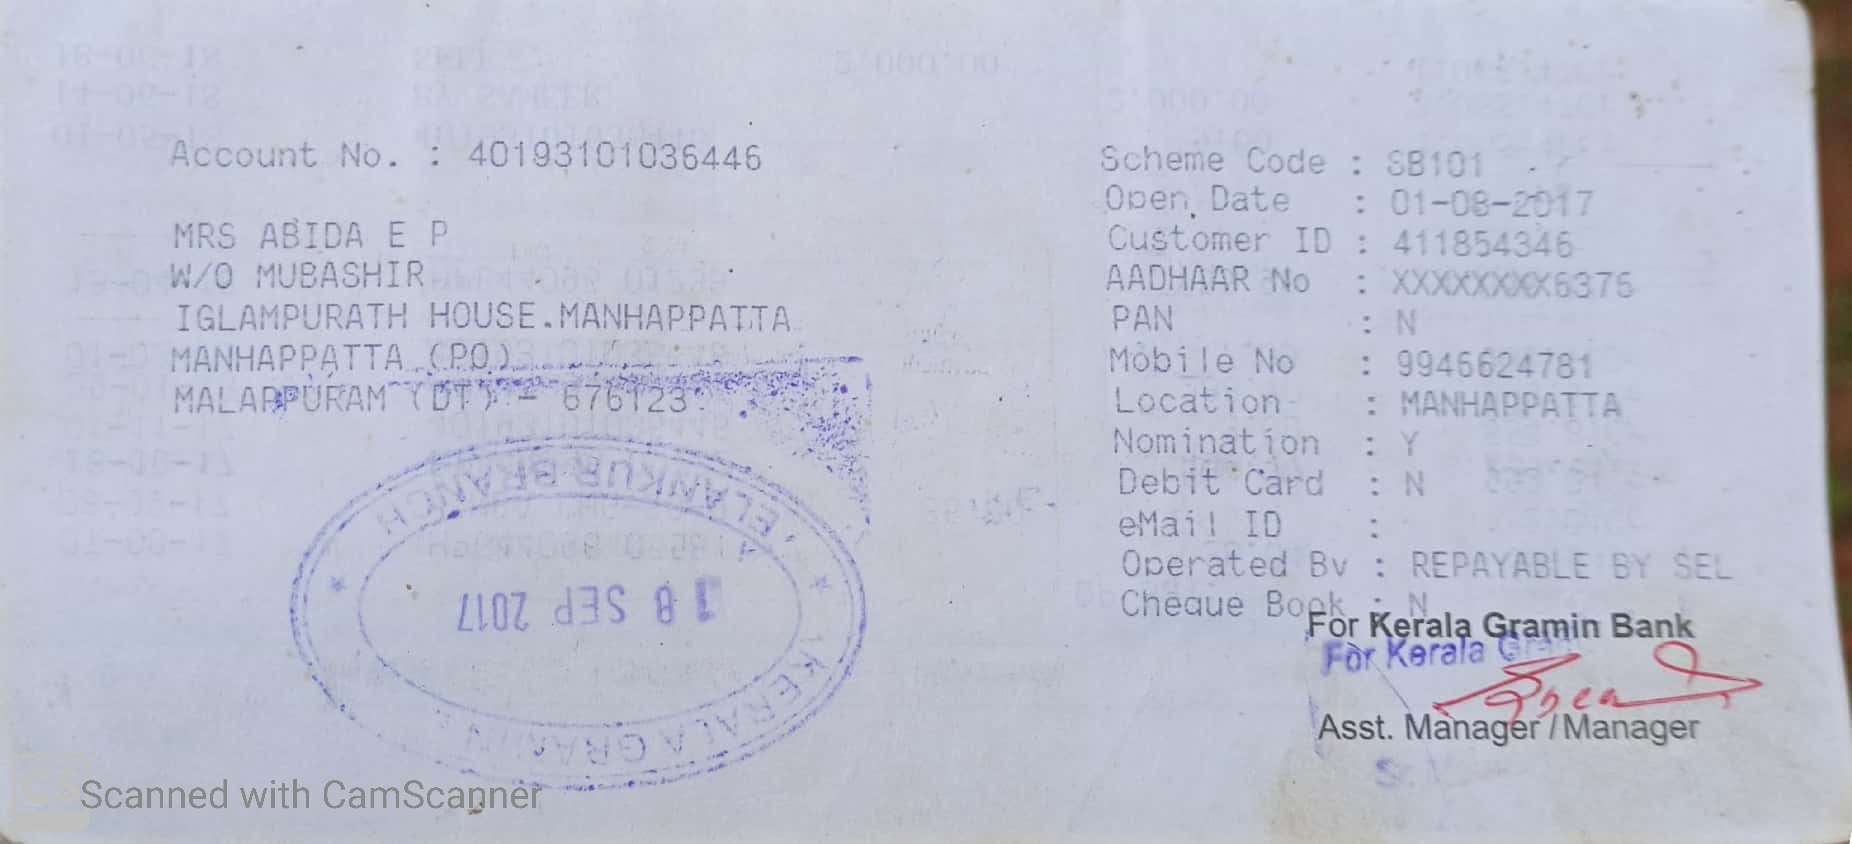 Account No. : 40193101036446
MRS ABIDA E P
W/O MUBASHIR
IGLAMPURATH HOUSE.MANHAPPATTA
MANHAPPATTA (PO)
MALAPPURAM (DT) - 676123
Scheme Code : SB101
Open Date : 01-08-2017
Customer ID : 411854346
AADHAAR No : XXXXXXXX6376
PAN : N
Mobile No : 9946624781
Location : MANHAPPATTA
Nomination : Y
Debit Card : N
eMail ID :
Operated By : REPAYABLE BY SEL
Cheque Book : N
For Kerala Gramin Bank
For Kerala
Asst. Manager / Manager
ELANKUR BRANCH
18 SEP 2017
KERALA GRAMIN
Scanned with CamScanner